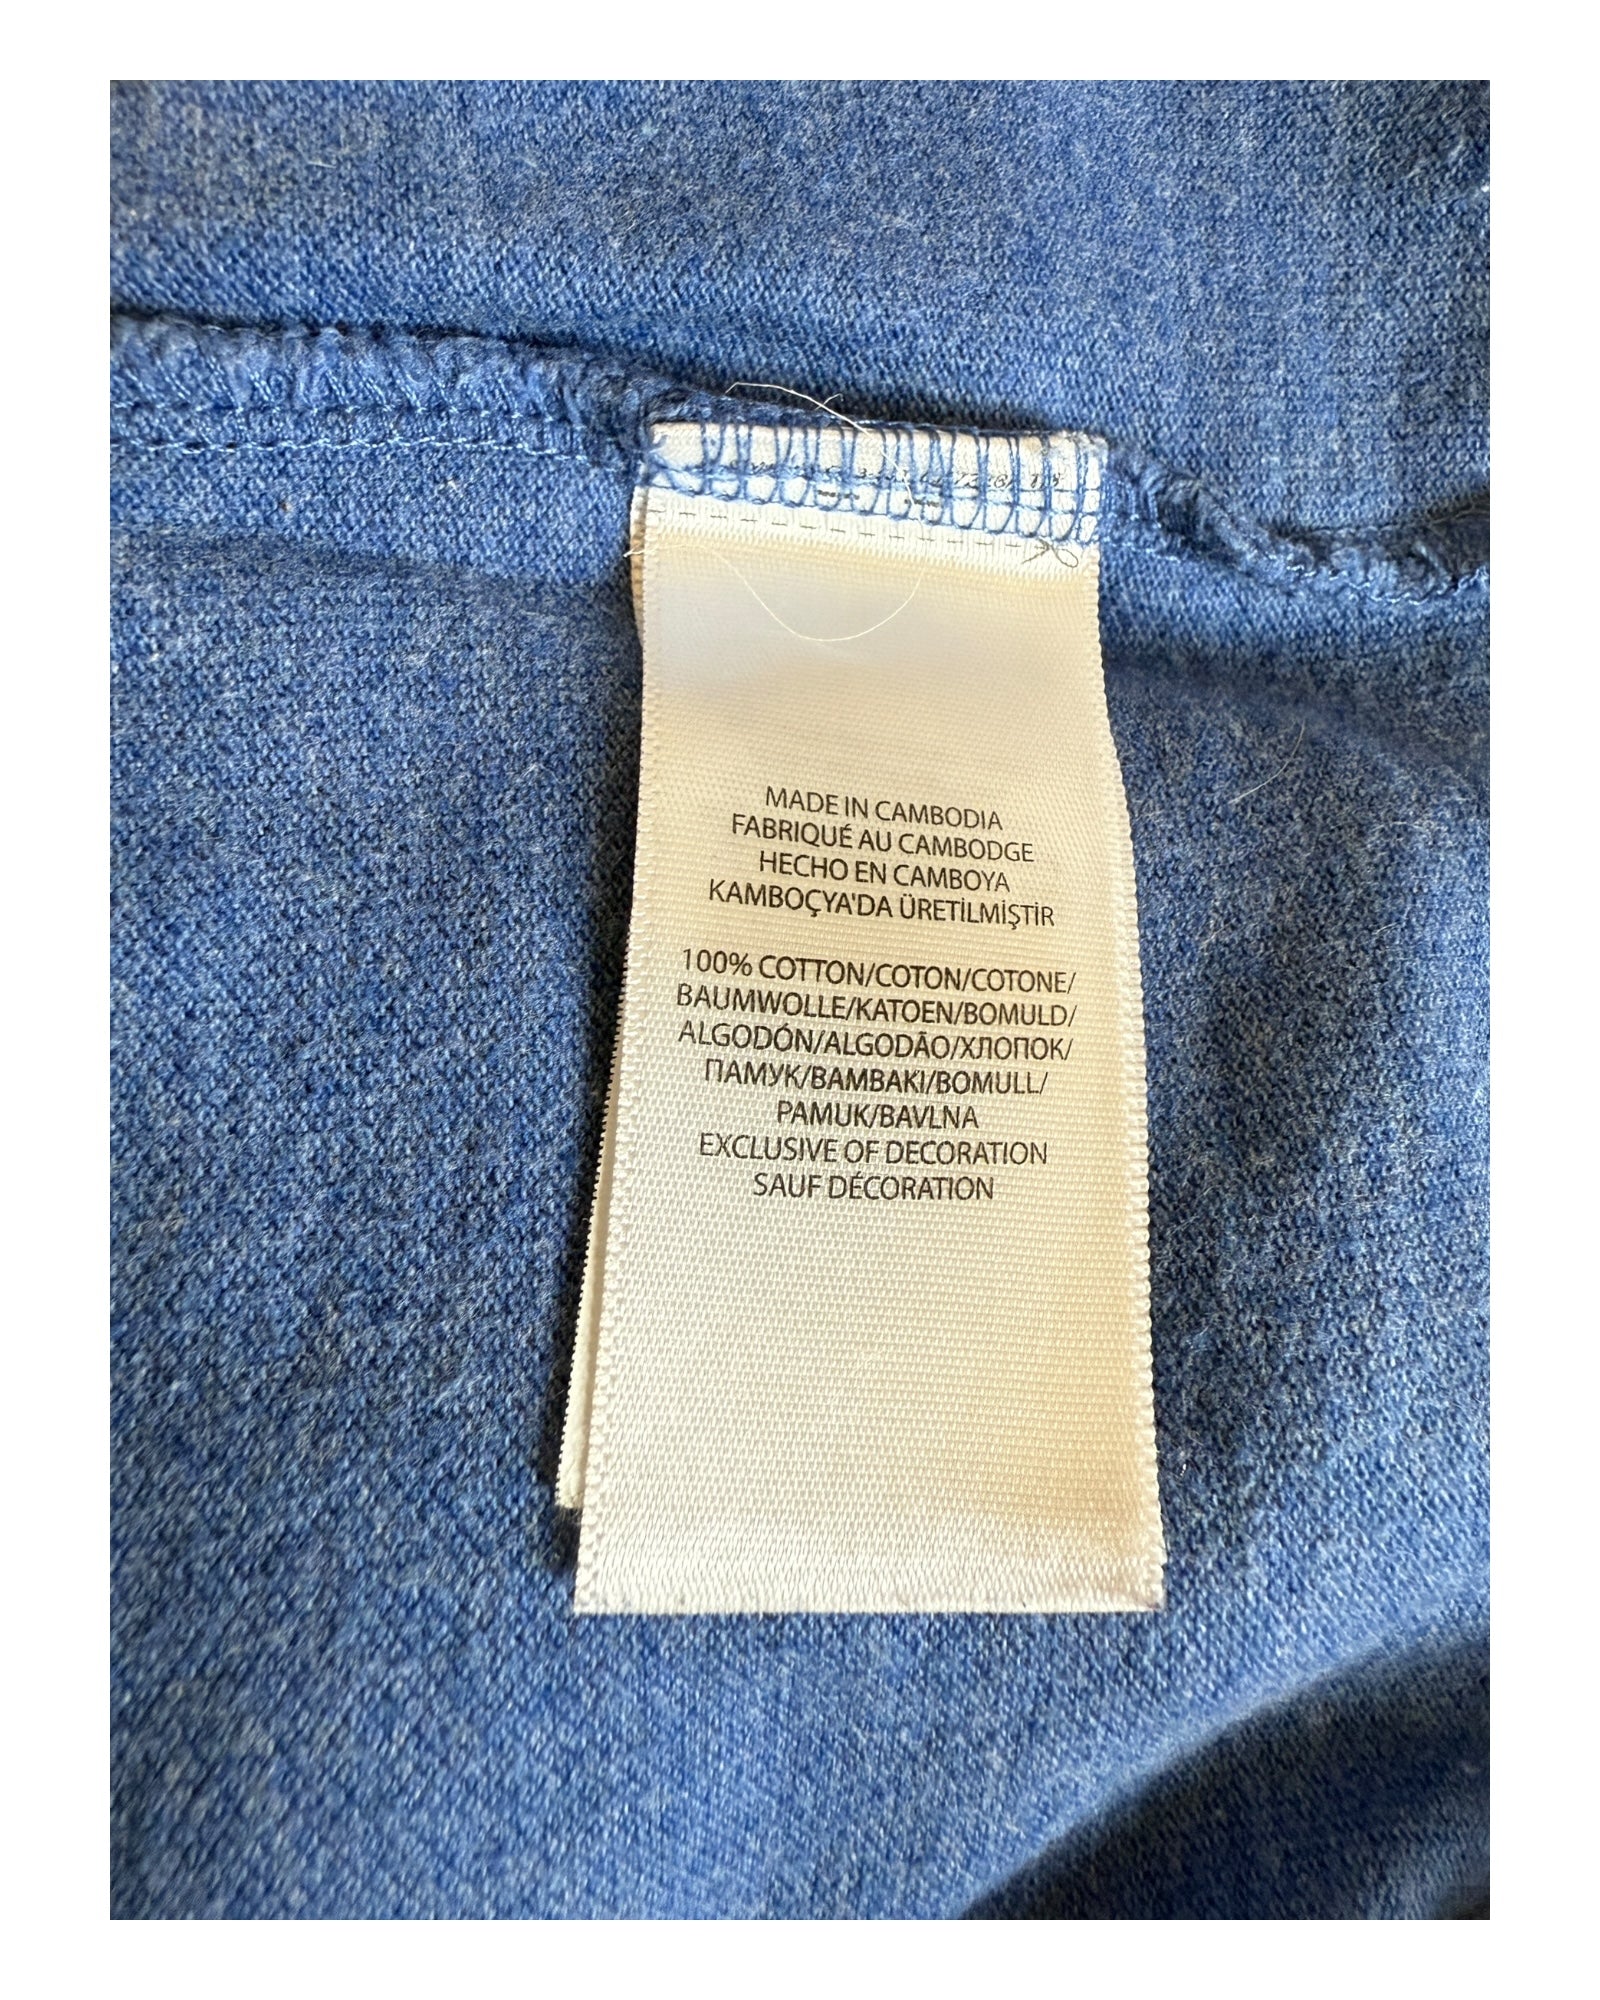 MADE IN CAMBODIA
FABRIQUÉ AU CAMBODGE
HECHO EN CAMBOYA
KAMBOÇYA'DA ÜRETİLMİŞTİR
100% COTTON/COTON/COTONE/
BAUMWOLLE/KATOEN/BOMULD/
ALGODÓN/ALGODÃO/ХЛОПОК/
ПАМУК/BAMBAKI/BOMULL/
PAMUK/BAVLNA
EXCLUSIVE OF DECORATION
SAUF DÉCORATION